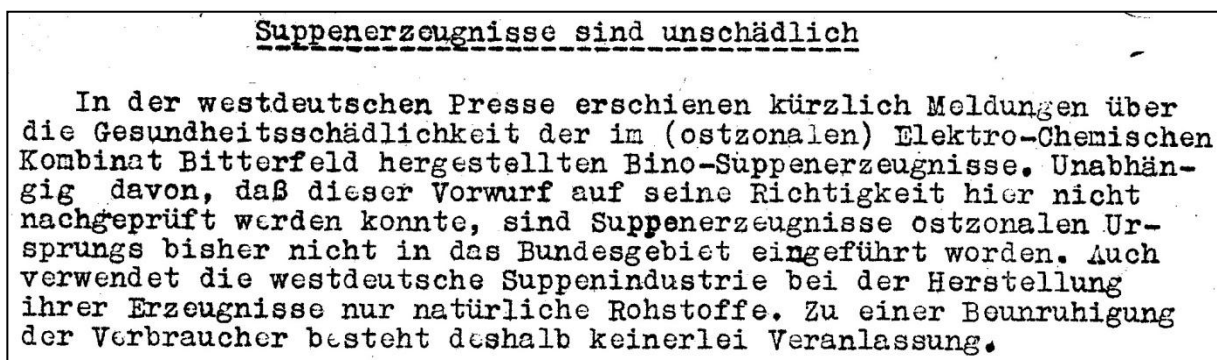 Suppenerzeugnisse sind unschädlich
In der westdeutschen Presse erschienen kürzlich Meldungen über
die Gesundheitsschädlichkeit der im (ostzonalen) Elektro-Chemischen
Kombinat Bitterfeld hergestellten Bino-Suppenerzeugnisse. Unabhän-
gig davon, daß dieser Vorwurf auf seine Richtigkeit hier nicht
nachgeprüft werden konnte, sind Suppenerzeugnisse ostzonalen Ur-
sprungs bisher nicht in das Bundesgebiet eingeführt worden. Auch
verwendet die westdeutsche Suppenindustrie bei der Herstellung
ihrer Erzeugnisse nur natürliche Rohstoffe. Zu einer Beunruhigung
der Verbraucher besteht deshalb keinerlei Veranlassung.